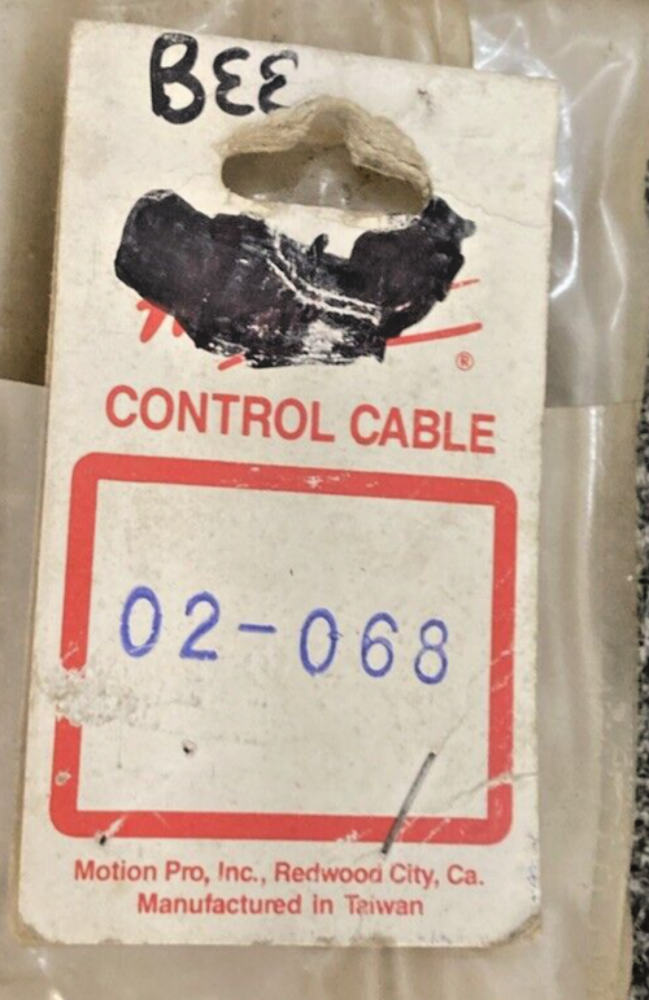 BEE
®
CONTROL CABLE
02-068
Motion Pro, Inc., Redwood City, Ca.
Manufactured in Taiwan